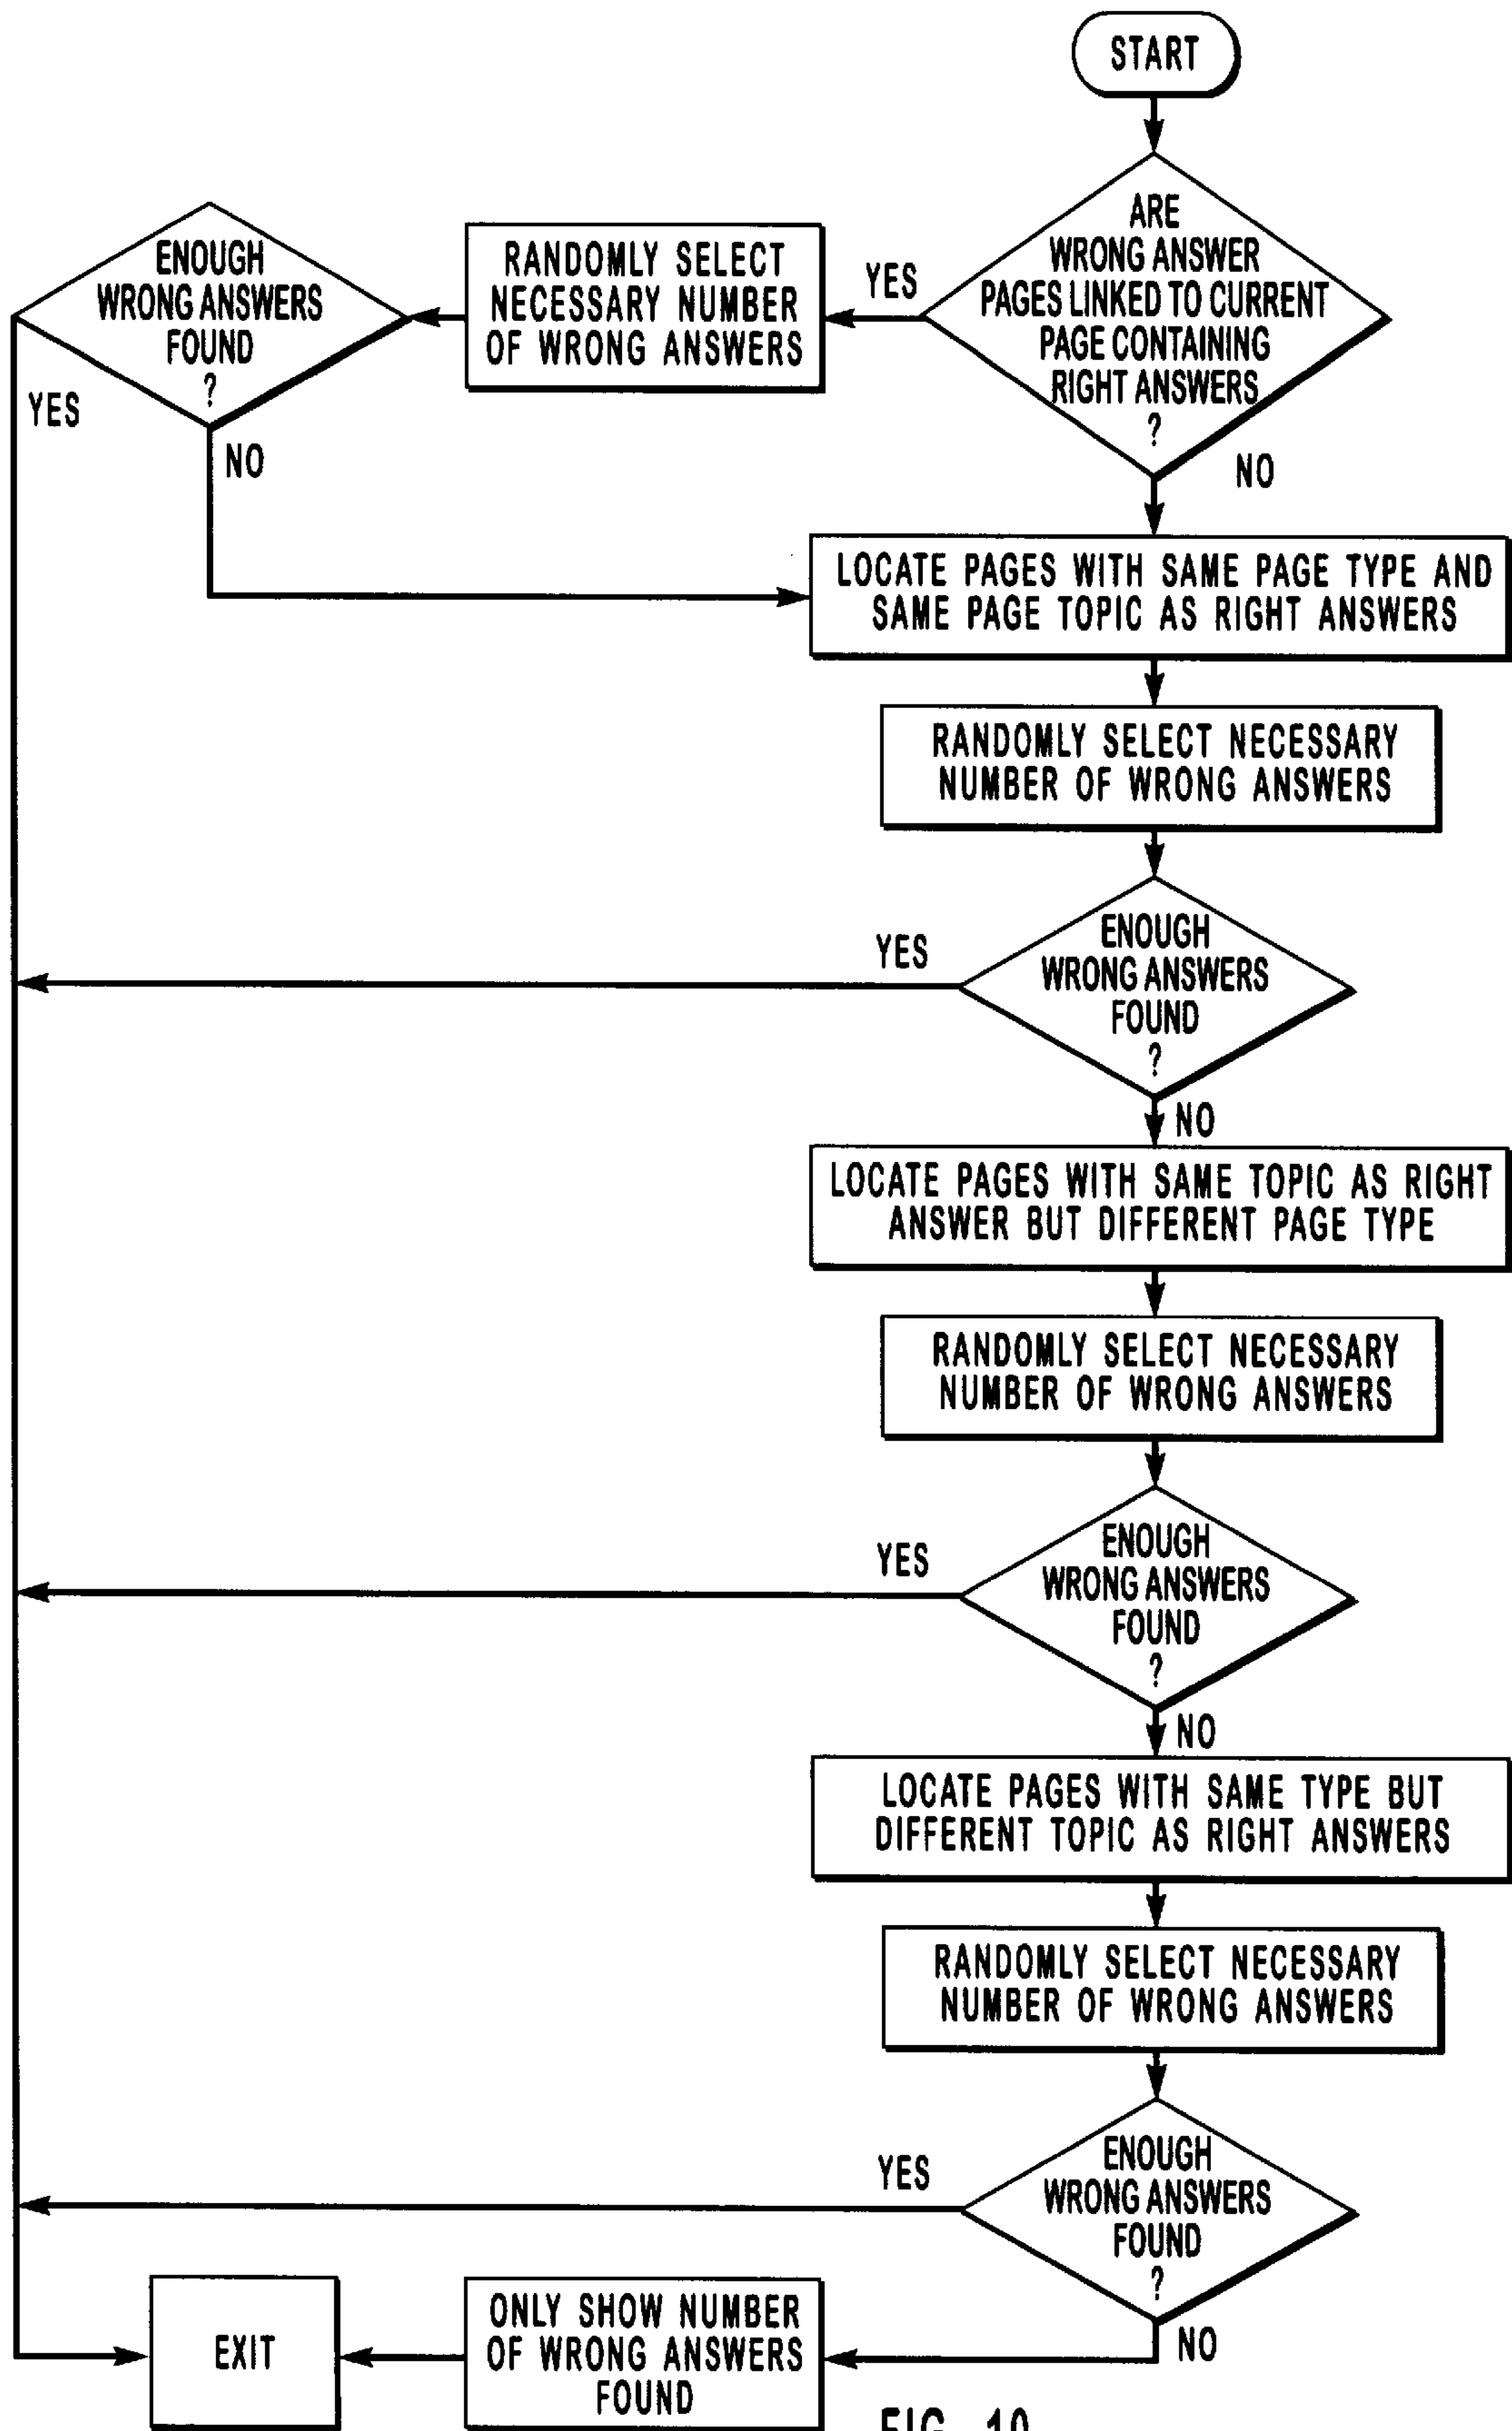 START
ARE
WRONG ANSWER
PAGES LINKED TO CURRENT
PAGE CONTAINING
RIGHT ANSWERS
?
YES
NO
RANDOMLY SELECT
NECESSARY NUMBER
OF WRONG ANSWERS
ENOUGH
WRONG ANSWERS
FOUND
?
YES
NO
LOCATE PAGES WITH SAME PAGE TYPE AND
SAME PAGE TOPIC AS RIGHT ANSWERS
RANDOMLY SELECT NECESSARY
NUMBER OF WRONG ANSWERS
ENOUGH
WRONG ANSWERS
FOUND
?
YES
NO
LOCATE PAGES WITH SAME TOPIC AS RIGHT
ANSWER BUT DIFFERENT PAGE TYPE
RANDOMLY SELECT NECESSARY
NUMBER OF WRONG ANSWERS
ENOUGH
WRONG ANSWERS
FOUND
?
YES
NO
LOCATE PAGES WITH SAME TYPE BUT
DIFFERENT TOPIC AS RIGHT ANSWERS
RANDOMLY SELECT NECESSARY
NUMBER OF WRONG ANSWERS
ENOUGH
WRONG ANSWERS
FOUND
?
YES
NO
ONLY SHOW NUMBER
OF WRONG ANSWERS
FOUND
EXIT
FIG. 10